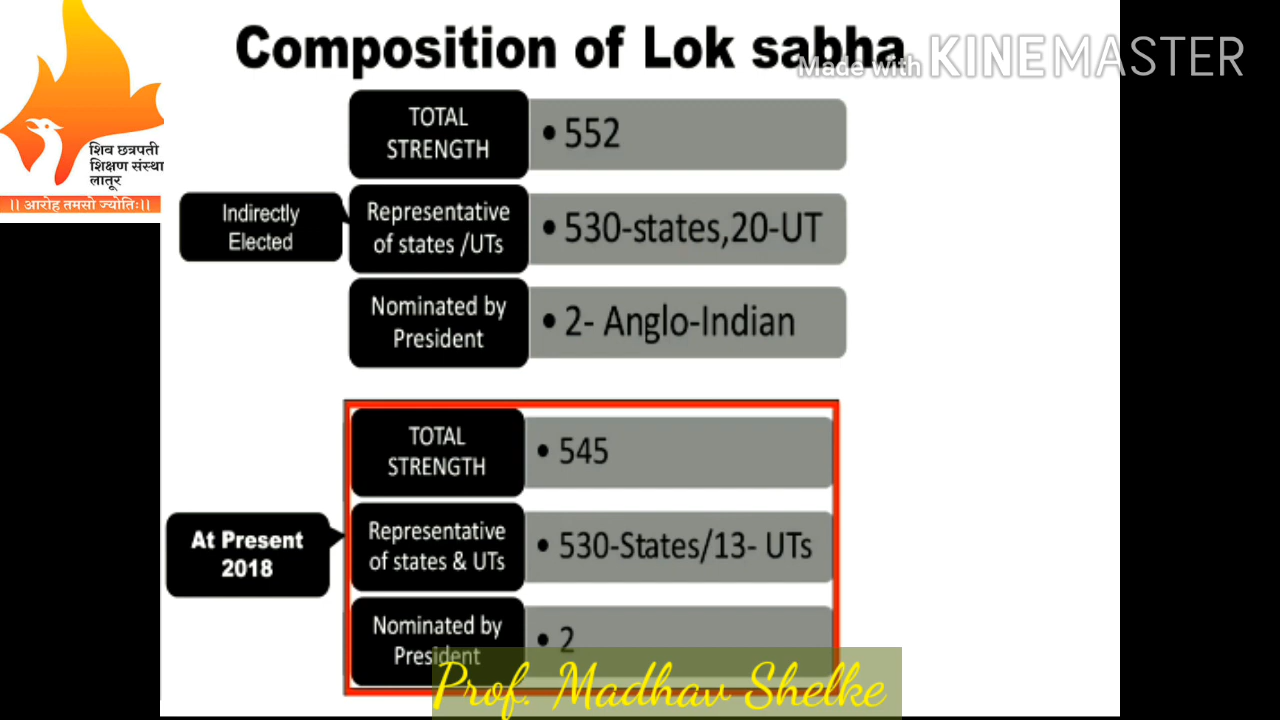 Composition of Lok sabha
Made with KINEMASTER
शिव छत्रपती
शिक्षण संस्था
लातूर
।। आरोह तमसो ज्योतिः।।
TOTAL
STRENGTH
• 552
Indirectly
Elected
Representative
of states /UTs
• 530-states,20-UT
Nominated by
President
• 2- Anglo-Indian
TOTAL
STRENGTH
• 545
At Present
2018
Representative
of states & UTs
• 530-States/13- UTs
Nominated by
President
• 2
Prof. Madhav Shelke